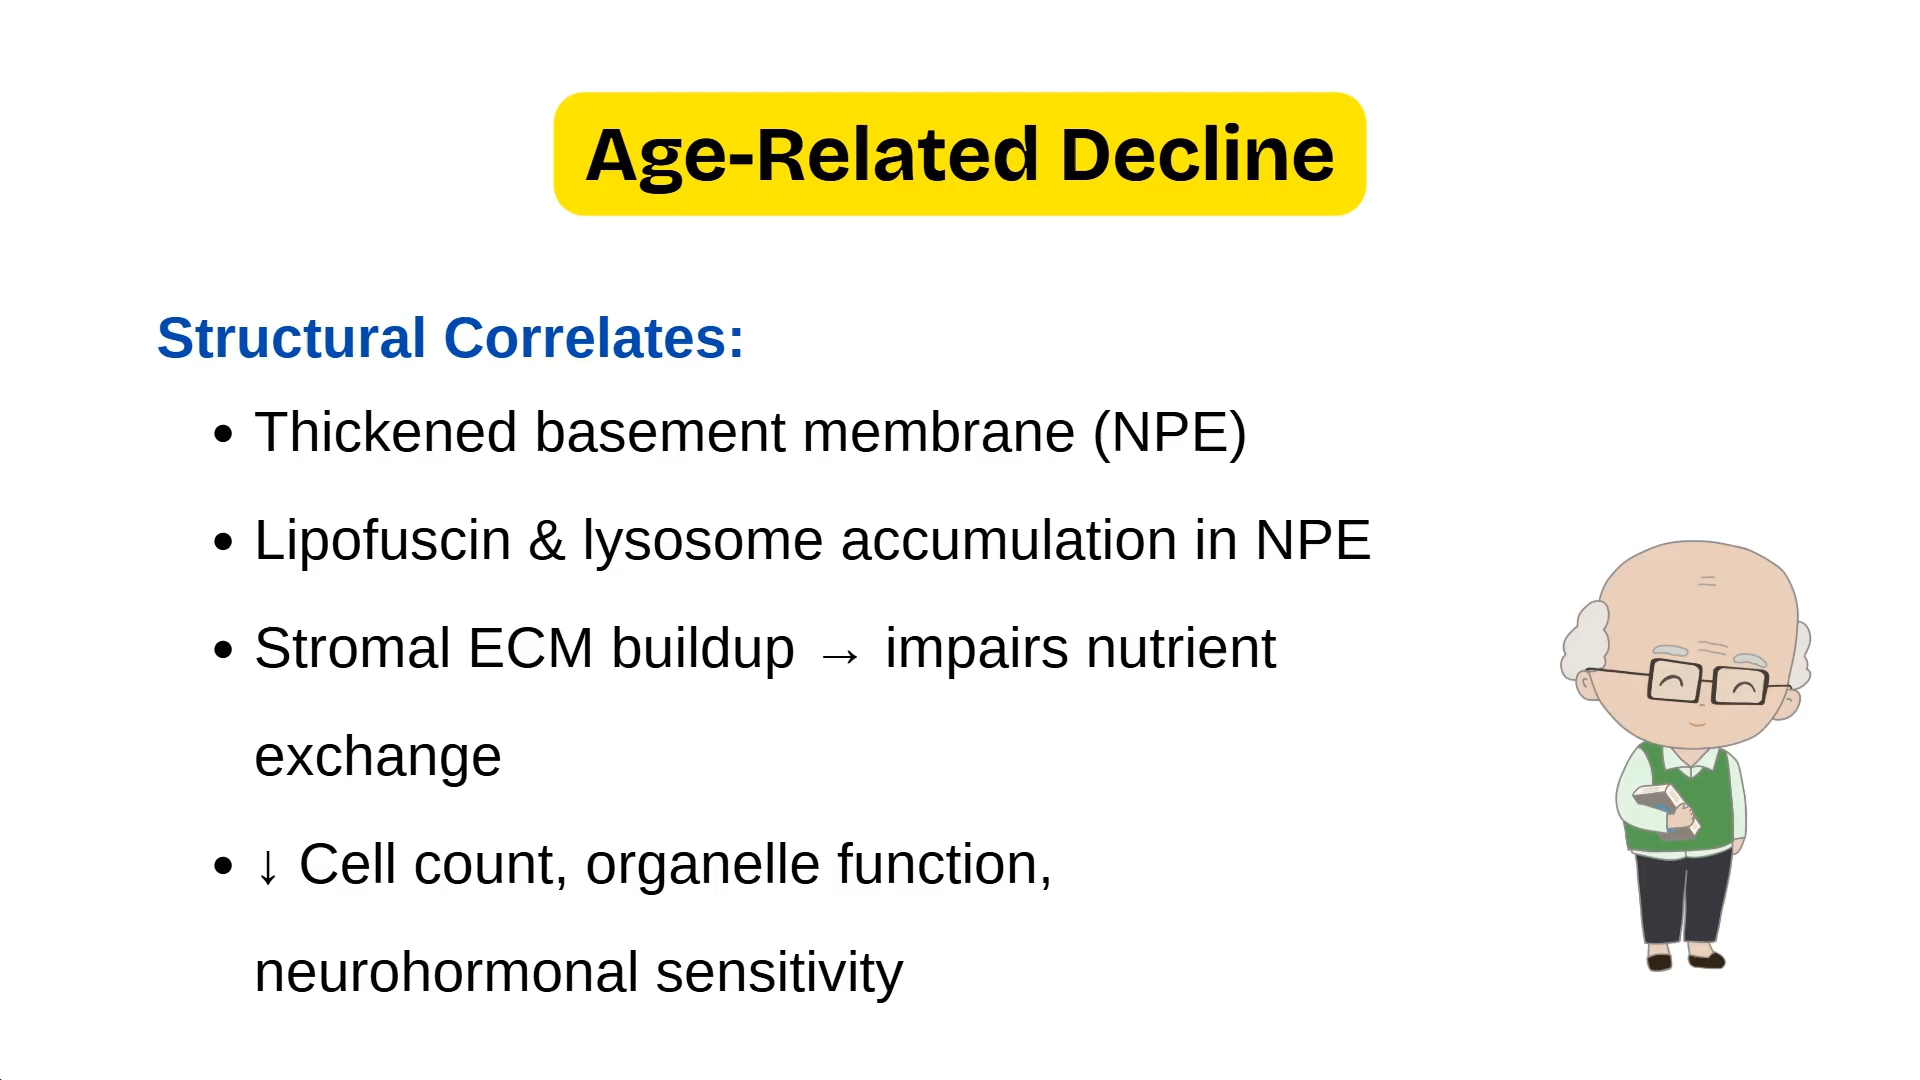 Age-Related Decline
Structural Correlates:
• Thickened basement membrane (NPE)
• Lipofuscin & lysosome accumulation in NPE
• Stromal ECM buildup → impairs nutrient
exchange
• ↓ Cell count, organelle function,
neurohormonal sensitivity